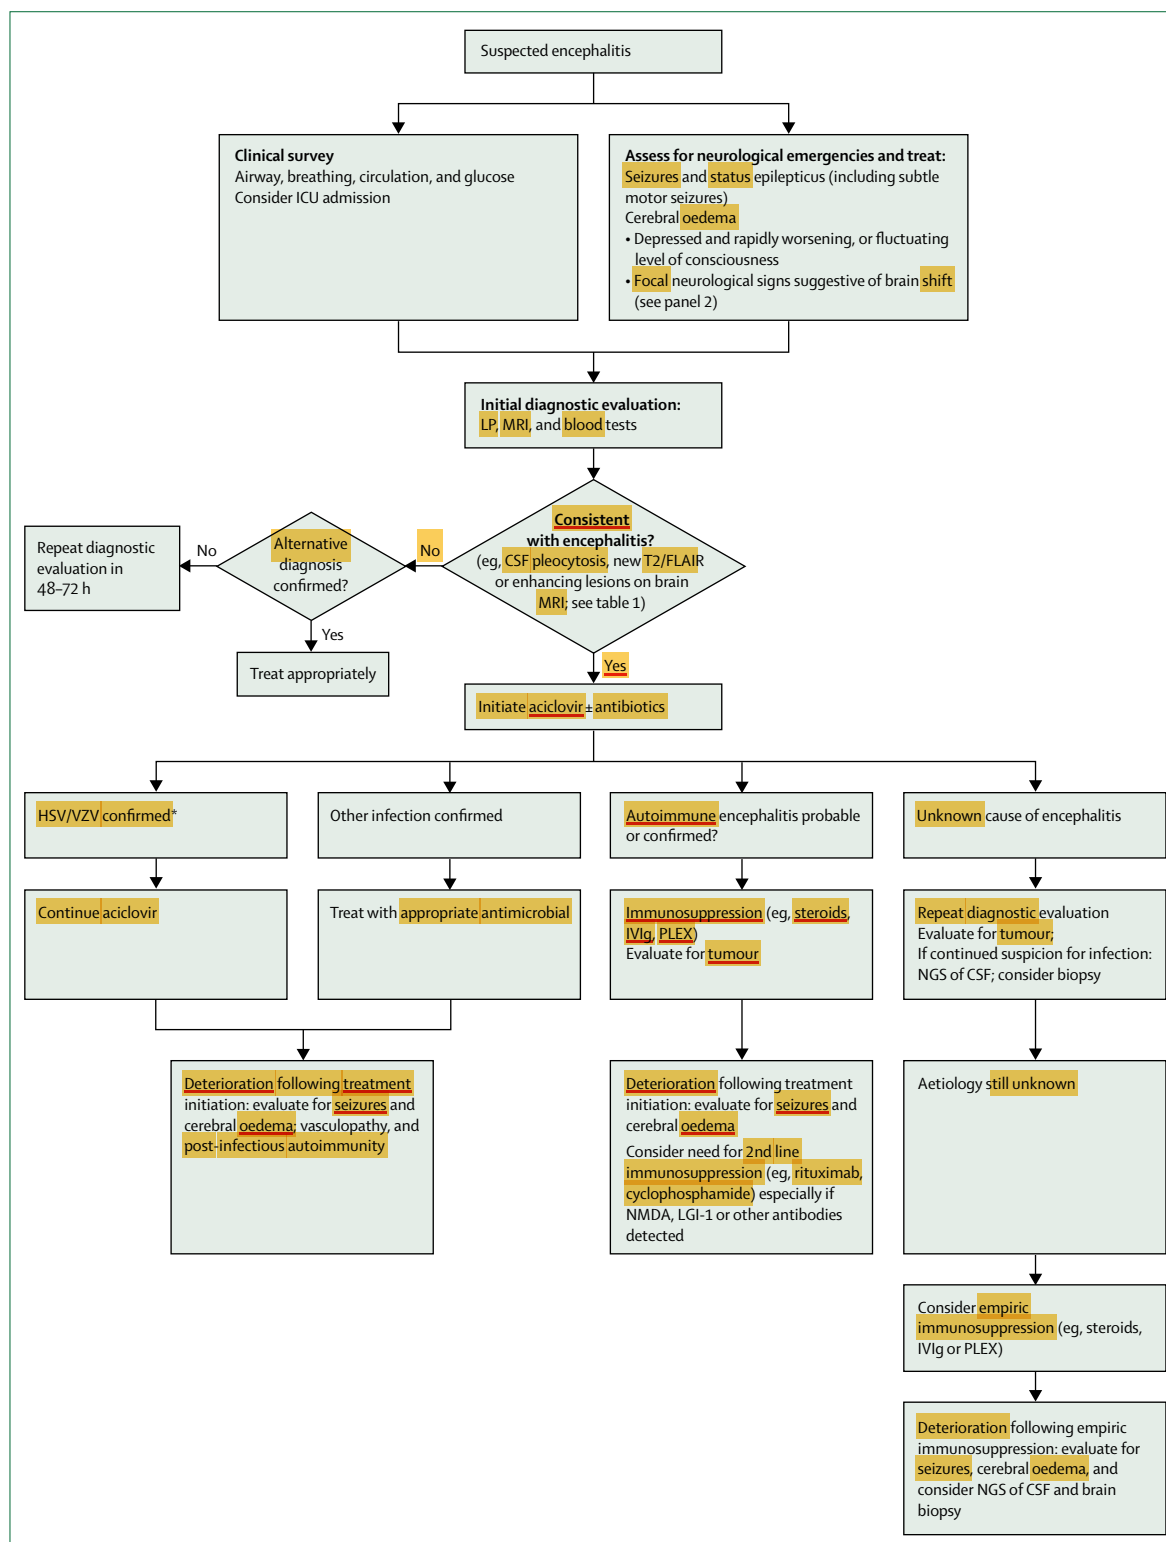 Suspected encephalitis
Clinical survey
Airway, breathing, circulation, and glucose
Consider ICU admission
Assess for neurological emergencies and treat:
Seizures and status epilepticus (including subtle
motor seizures)
Cerebral oedema
• Depressed and rapidly worsening, or fluctuating
level of consciousness
• Focal neurological signs suggestive of brain shift
(see panel 2)
Initial diagnostic evaluation:
LP, MRI, and blood tests
Consistent
with encephalitis?
(eg, CSF pleocytosis, new T2/FLAIR
or enhancing lesions on brain
MRI; see table 1)
No
Alternative
diagnosis
confirmed?
No
Repeat diagnostic
evaluation in
48–72 h
Yes
Treat appropriately
Yes
Initiate aciclovir ± antibiotics
HSV/VZV confirmed*
Other infection confirmed
Autoimmune encephalitis probable
or confirmed?
Unknown cause of encephalitis
Continue aciclovir
Treat with appropriate antimicrobial
Immunosuppression (eg, steroids,
IVIg, PLEX)
Evaluate for tumour
Repeat diagnostic evaluation
Evaluate for tumour;
If continued suspicion for infection:
NGS of CSF; consider biopsy
Deterioration following treatment
initiation: evaluate for seizures and
cerebral oedema; vasculopathy, and
post-infectious autoimmunity
Deterioration following treatment
initiation: evaluate for seizures and
cerebral oedema
Consider need for 2nd line
immunosuppression (eg, rituximab,
cyclophosphamide) especially if
NMDA, LGI-1 or other antibodies
detected
Aetiology still unknown
Consider empiric
immunosuppression (eg, steroids,
IVIg or PLEX)
Deterioration following empiric
immunosuppression: evaluate for
seizures, cerebral oedema, and
consider NGS of CSF and brain
biopsy